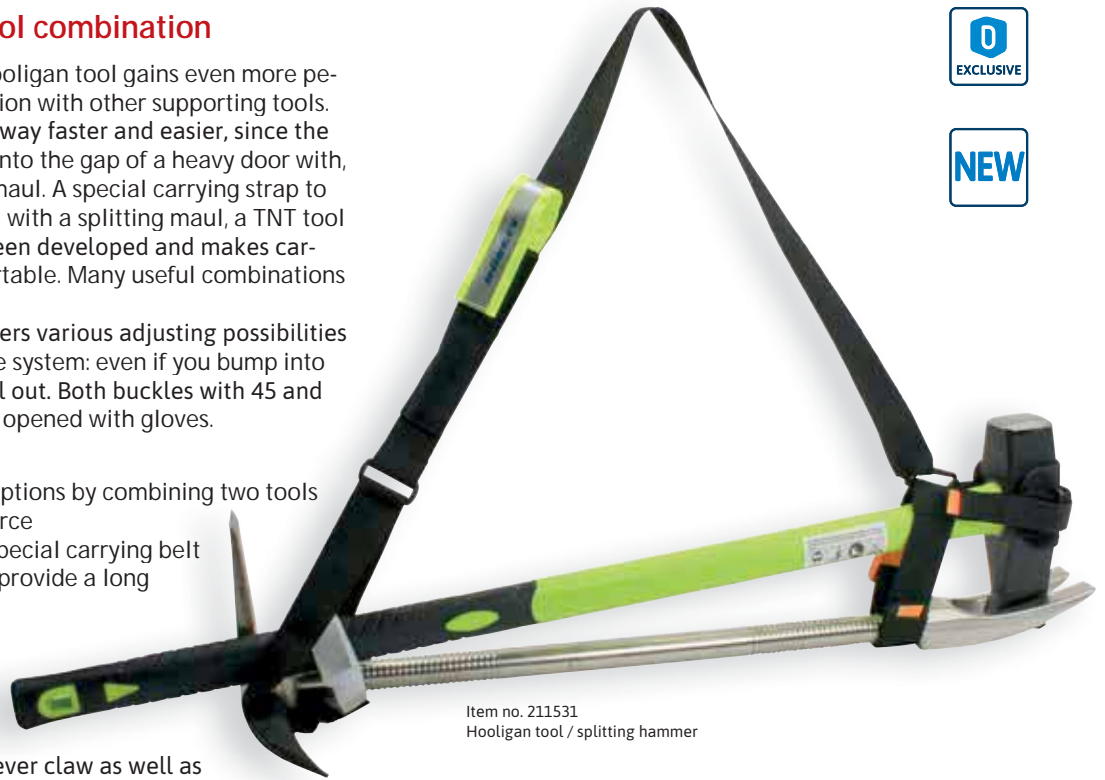 ol combination
ooligan tool gains even more pe-
ion with other supporting tools.
way faster and easier, since the
nto the gap of a heavy door with,
naul. A special carrying strap to
with a splitting maul, a TNT tool
een developed and makes car-
rtable. Many useful combinations
ers various adjusting possibilities
e system: even if you bump into
l out. Both buckles with 45 and
opened with gloves.
ptions by combining two tools
rce
pecial carrying belt
provide a long
ever claw as well as
D
EXCLUSIVE
NEW
Item no. 211531
Hooligan tool / splitting hammer